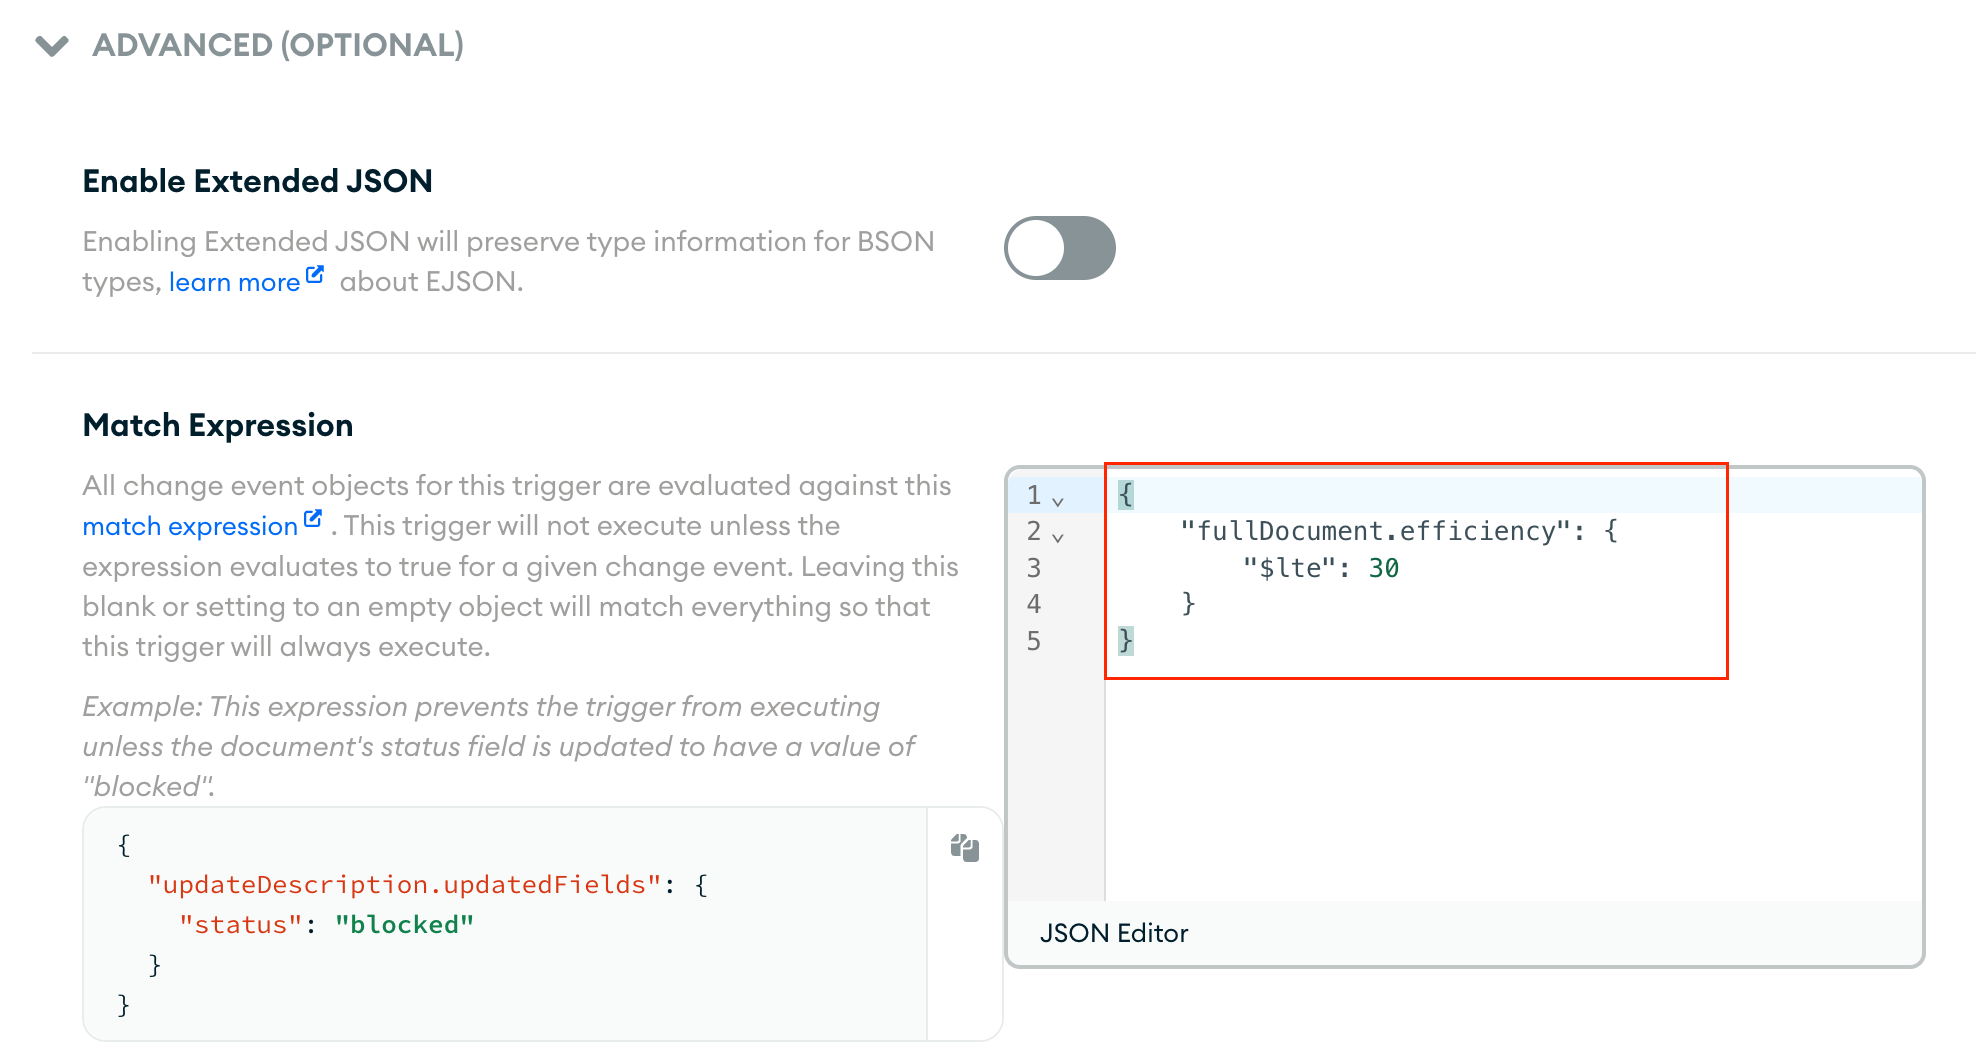 ADVANCED (OPTIONAL)
Enable Extended JSON
Enabling Extended JSON will preserve type information for BSON
types, learn more about EJSON.
Match Expression
All change event objects for this trigger are evaluated against this
match expression . This trigger will not execute unless the
expression evaluates to true for a given change event. Leaving this
blank or setting to an empty object will match everything so that
this trigger will always execute.
Example: This expression prevents the trigger from executing
unless the document's status field is updated to have a value of
"blocked".
{
  "updateDescription.updatedFields": {
    "status": "blocked"
  }
}
1 {
2     "fullDocument.efficiency": {
3         "$lte": 30
4     }
5 }
JSON Editor